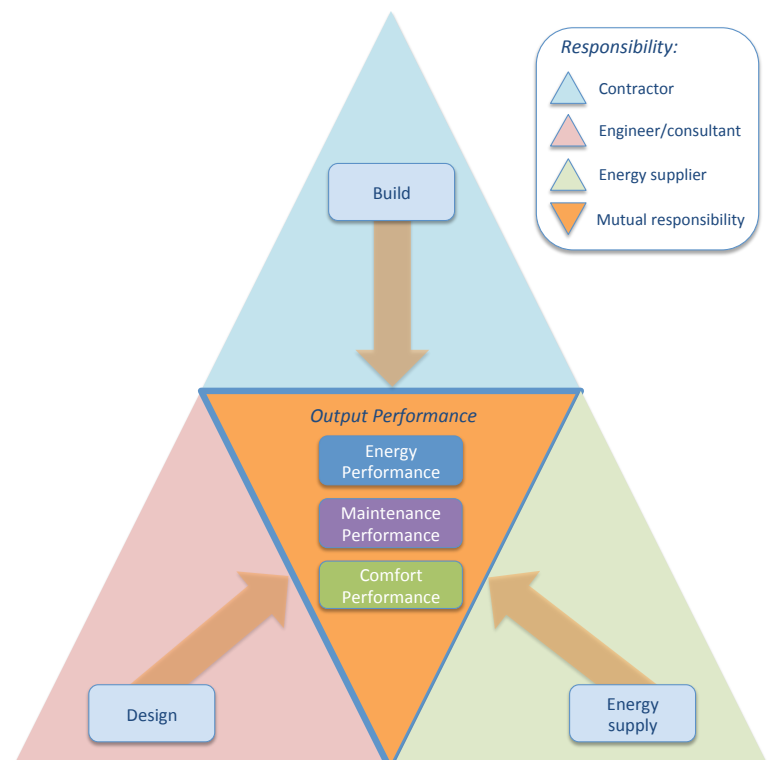 Responsibility:
Contractor
Engineer/consultant
Energy supplier
Mutual responsibility
Build
Output Performance
Energy
Performance
Maintenance
Performance
Comfort
Performance
Design
Energy
supply